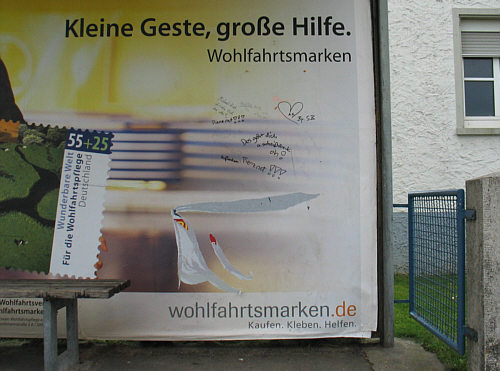 Kleine Geste, große Hilfe.
Wohlfahrtsmarken
55+25
Wunderbare Welt
Für die Wohlfahrtspflege
Deutschland
wohlfahrtsmarken.de
Kaufen. Kleben. Helfen.